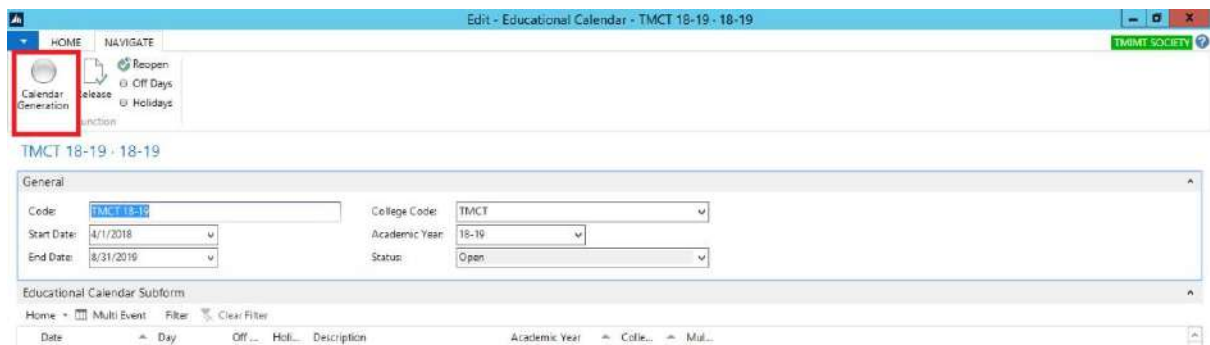 Edit - Educational Calendar - TMCT 18-19 · 18-19
HOME NAVIGATE
TMIMT SOCIETY
Calendar Generation
Release
Reopen
Off Days
Holidays
unction
TMCT 18-19 · 18-19
General
Code: TMCT 18-19 College Code: TMCT
Start Date: 4/1/2018 Academic Year: 18-19
End Date: 8/31/2019 Status: Open
Educational Calendar Subform
Home Multi Event Filter Clear Filter
Date Day Off ... Holi... Description Academic Year Colle... Mul...